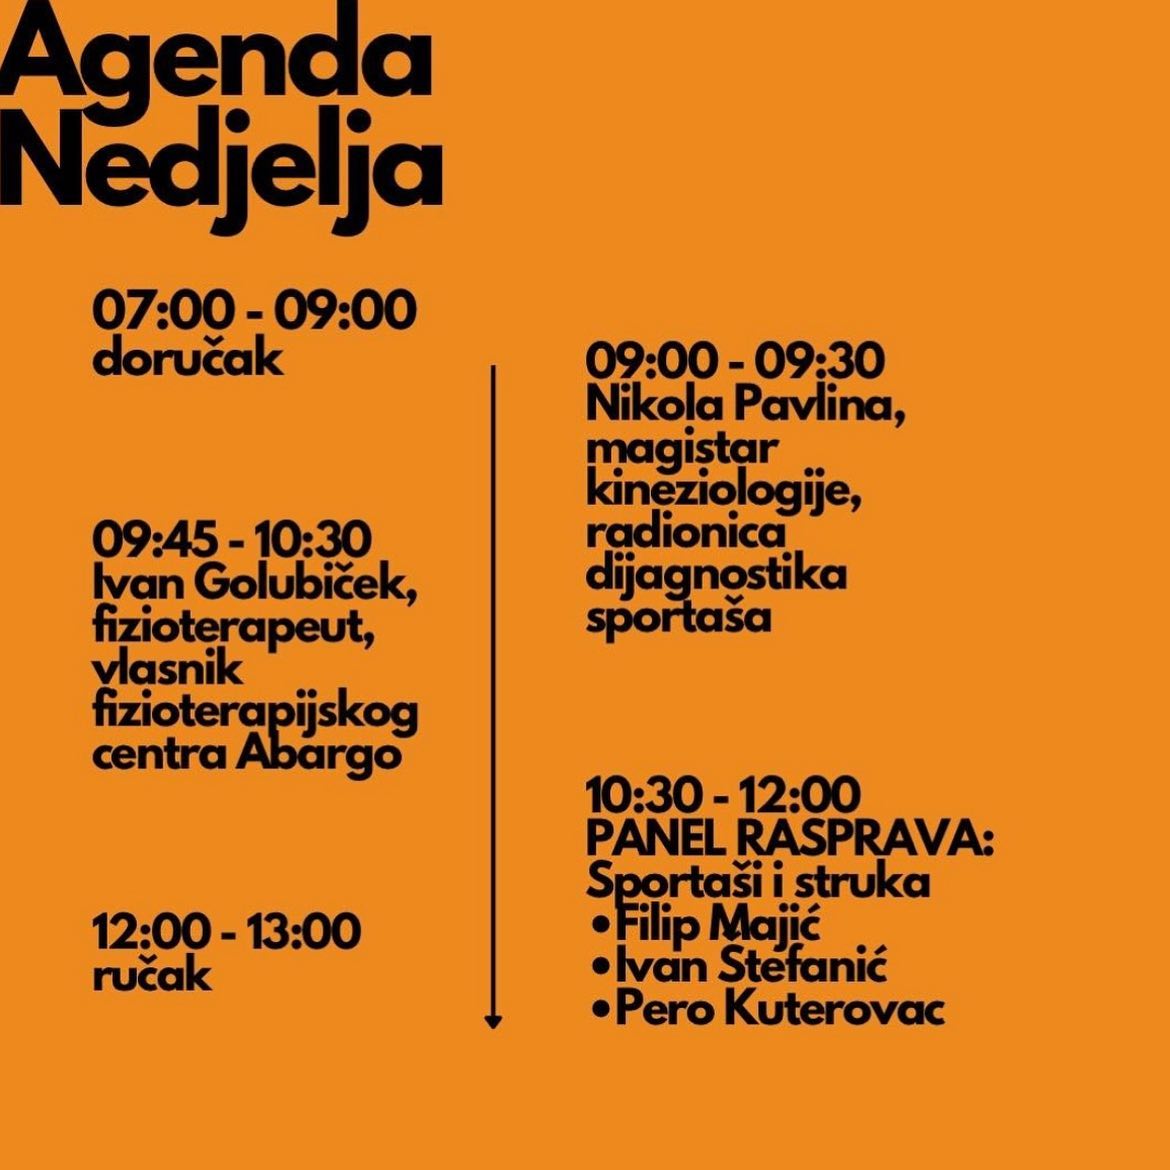 Agenda
Nedjelja
07:00 - 09:00
doručak
09:00 - 09:30
Nikola Pavlina,
magistar
kineziologije,
radionica
dijagnostika
sportaša
09:45 - 10:30
Ivan Golubiček,
fizioterapeut,
vlasnik
fizioterapijskog
centra Abargo
10:30 - 12:00
PANEL RASPRAVA:
Sportaši i struka
•Filip Majić
•Ivan Štefanić
•Pero Kuterovac
12:00 - 13:00
ručak